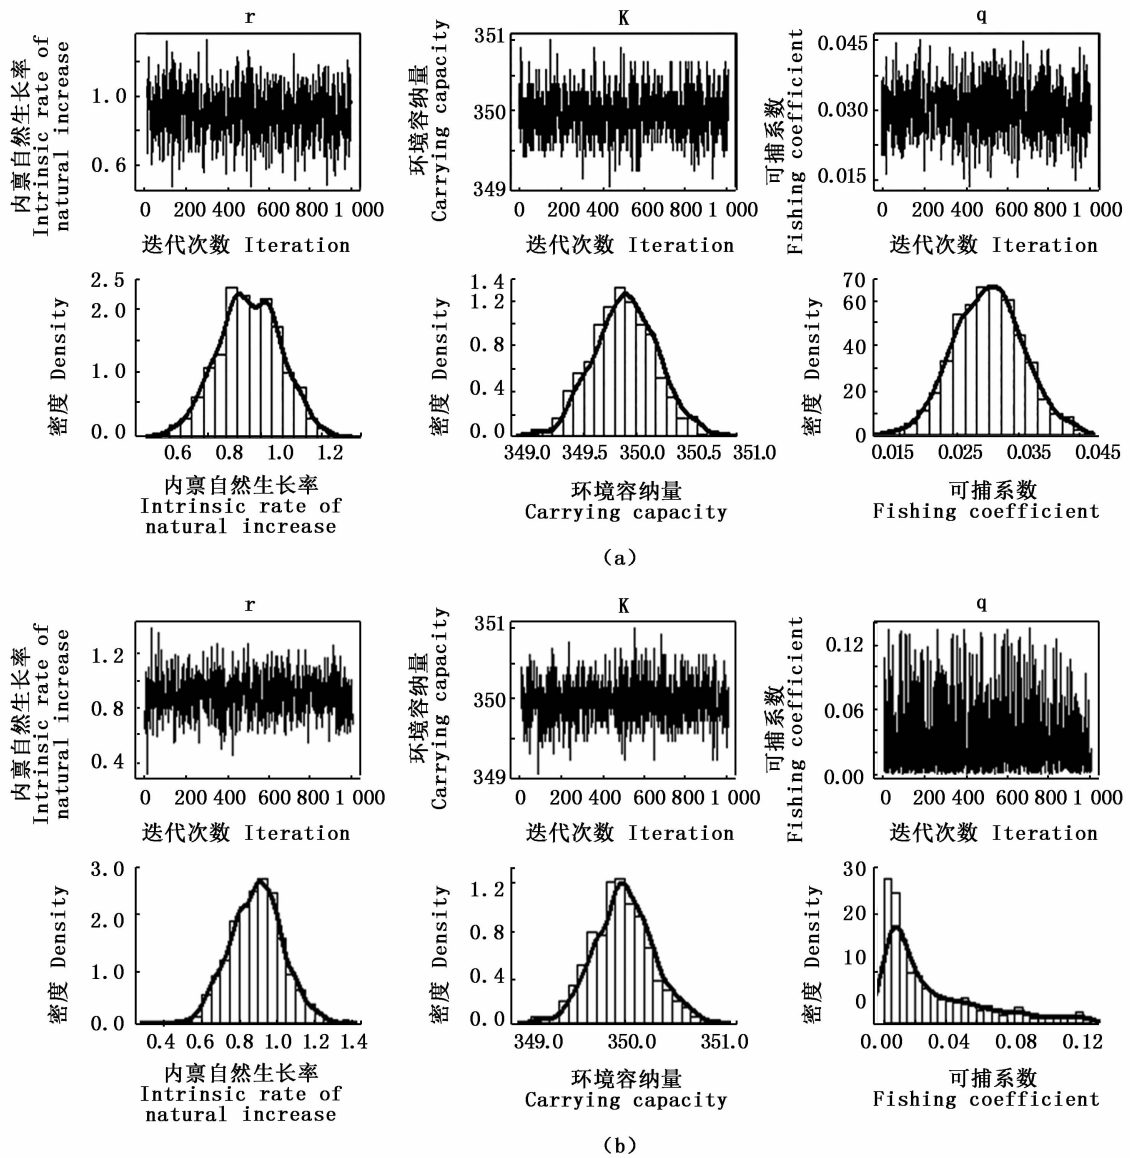 r
K
q
内禀自然生长率
Intrinsic rate of
natural increase
1.0
0.6
0 200 400 600 800 1 000
迭代次数 Iteration
环境容纳量
Carrying capacity
351
350
349
0 200 400 600 800 1 000
迭代次数 Iteration
可捕系数
Fishing coefficient
0.045
0.030
0.015
0 200 400 600 800 1 000
迭代次数 Iteration
密度 Density
2.5
2.0
1.0
0.0
0.6 0.8 1.0 1.2
内禀自然生长率
Intrinsic rate of
natural increase
密度 Density
1.4
1.2
0.8
0.4
0.0
349.0 349.5 350.0 350.5 351.0
环境容纳量
Carrying capacity
密度 Density
70
60
40
20
0
0.015 0.025 0.035 0.045
可捕系数
Fishing coefficient
(a)
r
K
q
内禀自然生长率
Intrinsic rate of
natural increase
1.2
0.8
0.4
0 200 400 600 800 1 000
迭代次数 Iteration
环境容纳量
Carrying capacity
351
350
349
0 200 400 600 800 1 000
迭代次数 Iteration
可捕系数
Fishing coefficient
0.12
0.06
0.00
0 200 400 600 800 1 000
迭代次数 Iteration
密度 Density
3.0
2.0
1.0
0.0
0.4 0.6 0.8 1.0 1.2 1.4
内禀自然生长率
Intrinsic rate of
natural increase
密度 Density
1.2
0.8
0.4
0.0
349.0 350.0 351.0
环境容纳量
Carrying capacity
密度 Density
30
20
10
0
0.00 0.04 0.08 0.12
可捕系数
Fishing coefficient
(b)